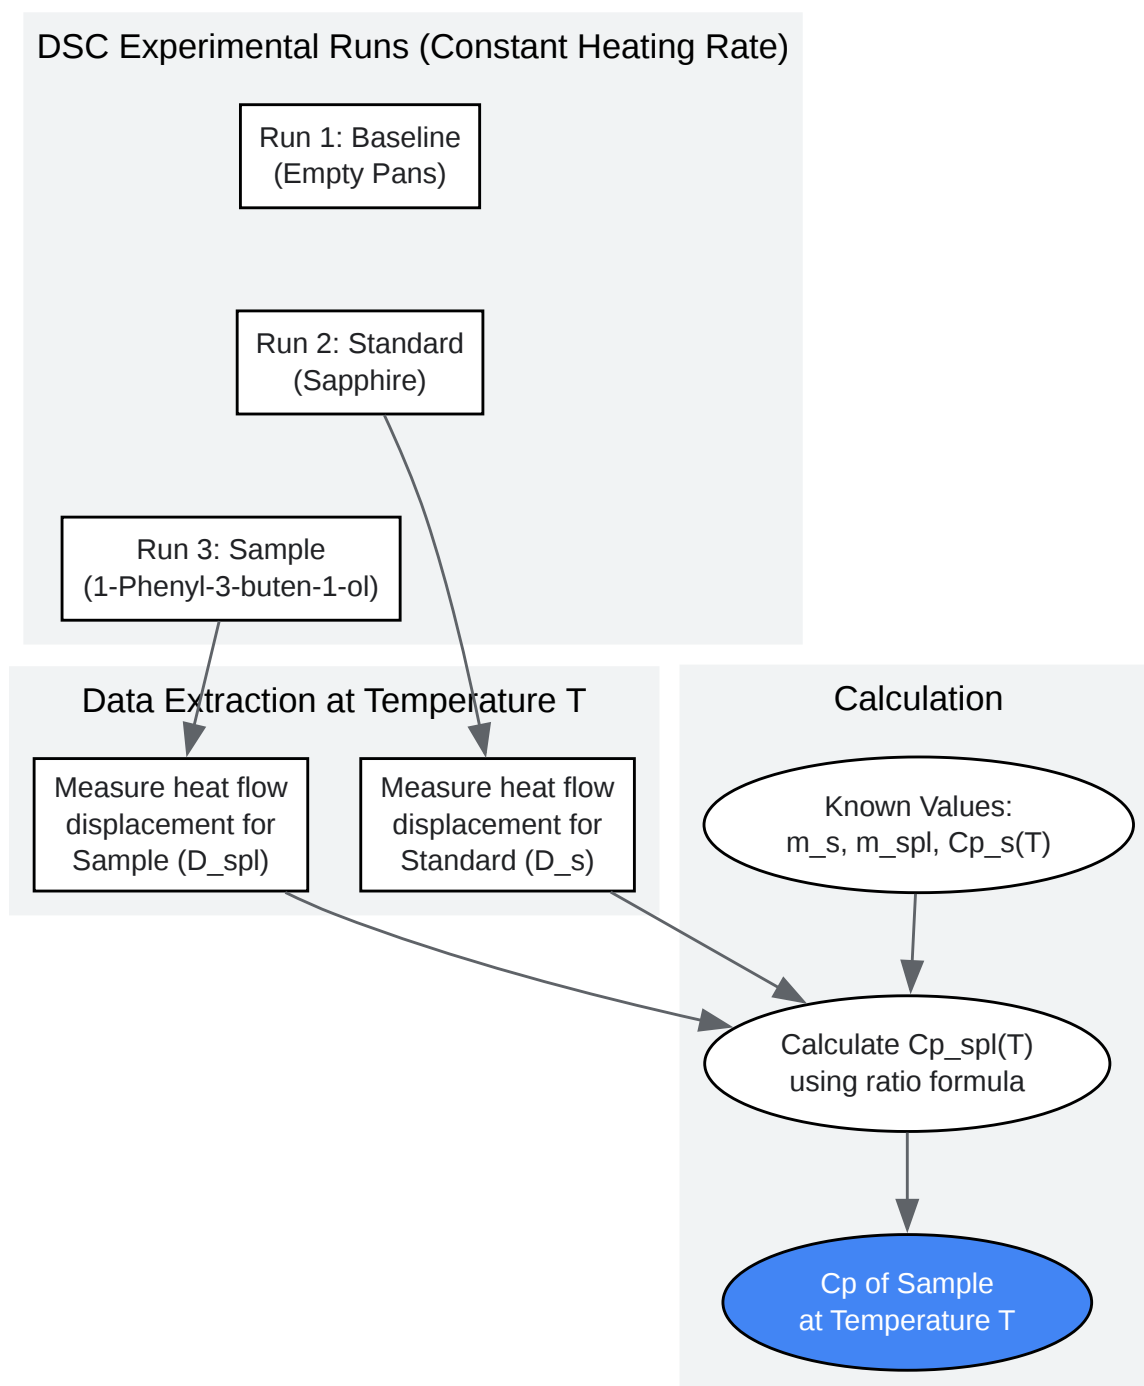 DSC Experimental Runs (Constant Heating Rate)
Run 1: Baseline
(Empty Pans)
Run 2: Standard
(Sapphire)
Run 3: Sample
(1-Phenyl-3-buten-1-ol)
Data Extraction at Temperature T
Measure heat flow
displacement for
Sample (D_spl)
Measure heat flow
displacement for
Standard (D_s)
Calculation
Known Values:
m_s, m_spl, Cp_s(T)
Calculate Cp_spl(T)
using ratio formula
Cp of Sample
at Temperature T